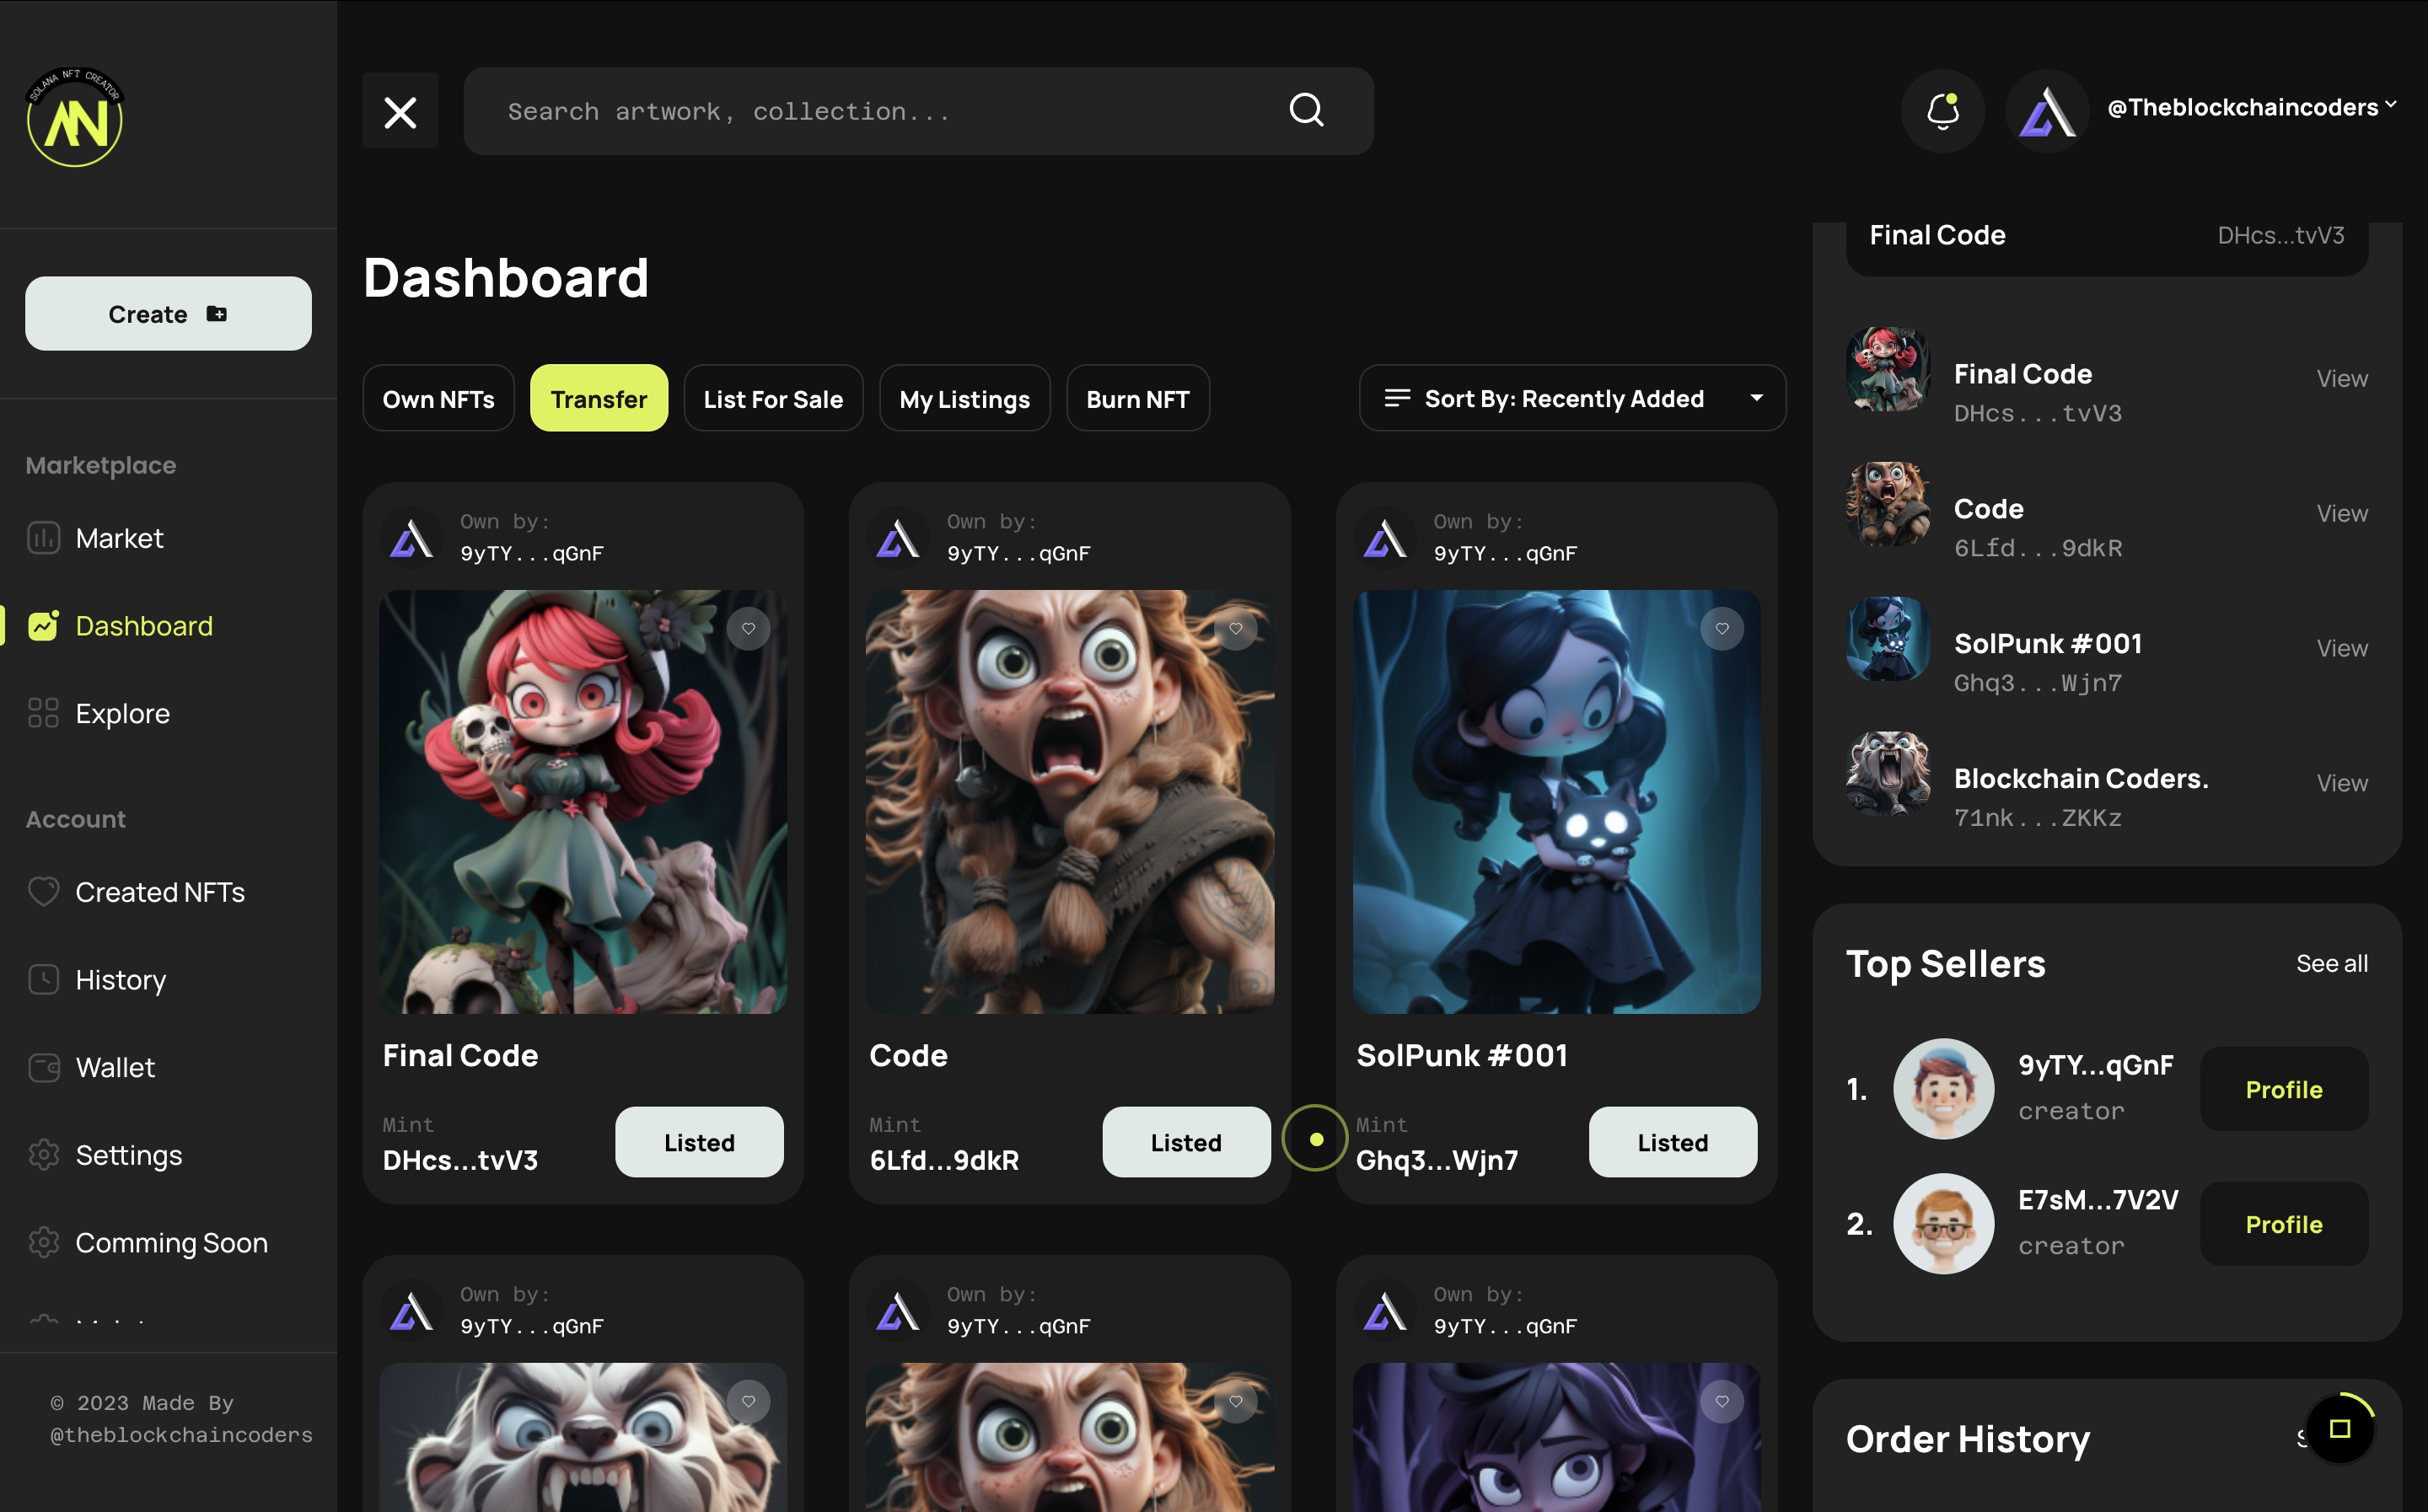 SOLANA NFT CREATOR
Search artwork, collection...
@Theblockchaincoders
Create
Marketplace
Market
Dashboard
Explore
Account
Created NFTs
History
Wallet
Settings
Comming Soon
© 2023 Made By
@theblockchaincoders
Dashboard
Own NFTs
Transfer
List For Sale
My Listings
Burn NFT
Sort By: Recently Added
Own by:
9yTY...qGnF
Final Code
Mint
DHcs...tvV3
Listed
Own by:
9yTY...qGnF
Code
Mint
6Lfd...9dkR
Listed
Own by:
9yTY...qGnF
SolPunk #001
Mint
Ghq3...Wjn7
Listed
Own by:
9yTY...qGnF
Own by:
9yTY...qGnF
Own by:
9yTY...qGnF
Final Code DHcs...tvV3
Final Code
DHcs...tvV3
View
Code
6Lfd...9dkR
View
SolPunk #001
Ghq3...Wjn7
View
Blockchain Coders.
71nk...ZKKz
View
Top Sellers See all
1. 9yTY...qGnF
creator
Profile
2. E7sM...7V2V
creator
Profile
Order History